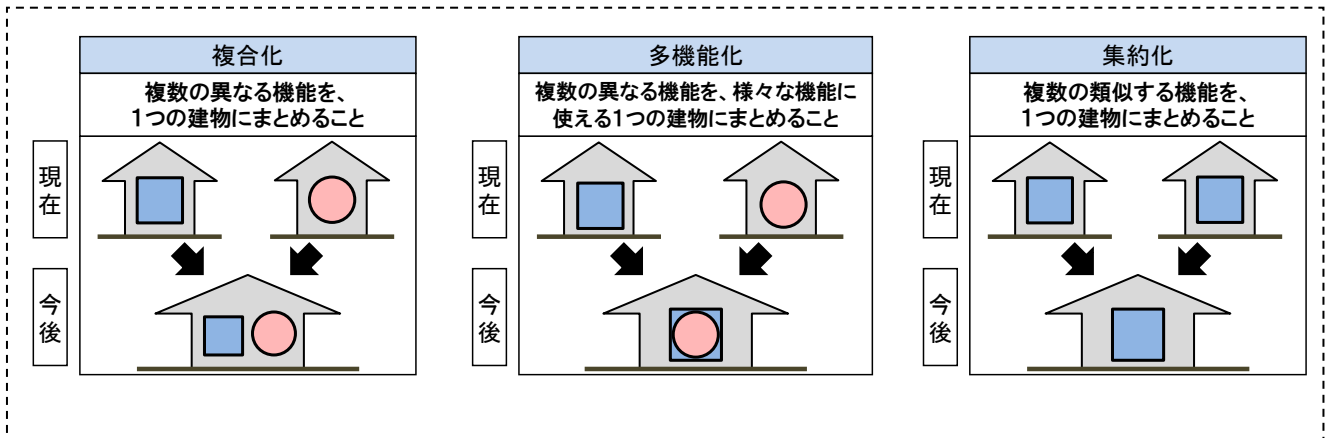 複合化
複数の異なる機能を、
1つの建物にまとめること
現在
今後
多機能化
複数の異なる機能を、様々な機能に
使える1つの建物にまとめること
現在
今後
集約化
複数の類似する機能を、
1つの建物にまとめること
現在
今後